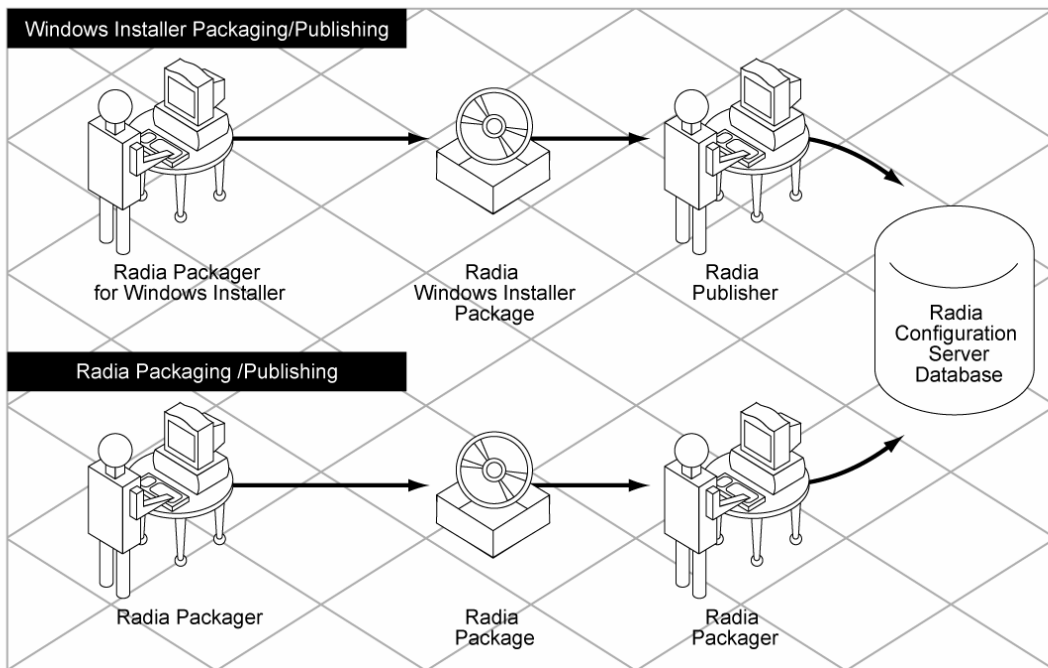 Windows Installer Packaging/Publishing
Radia Packager
for Windows Installer
Radia
Windows Installer
Package
Radia
Publisher
Radia
Configuration
Server
Database
Radia Packaging /Publishing
Radia Packager
Radia
Package
Radia
Packager